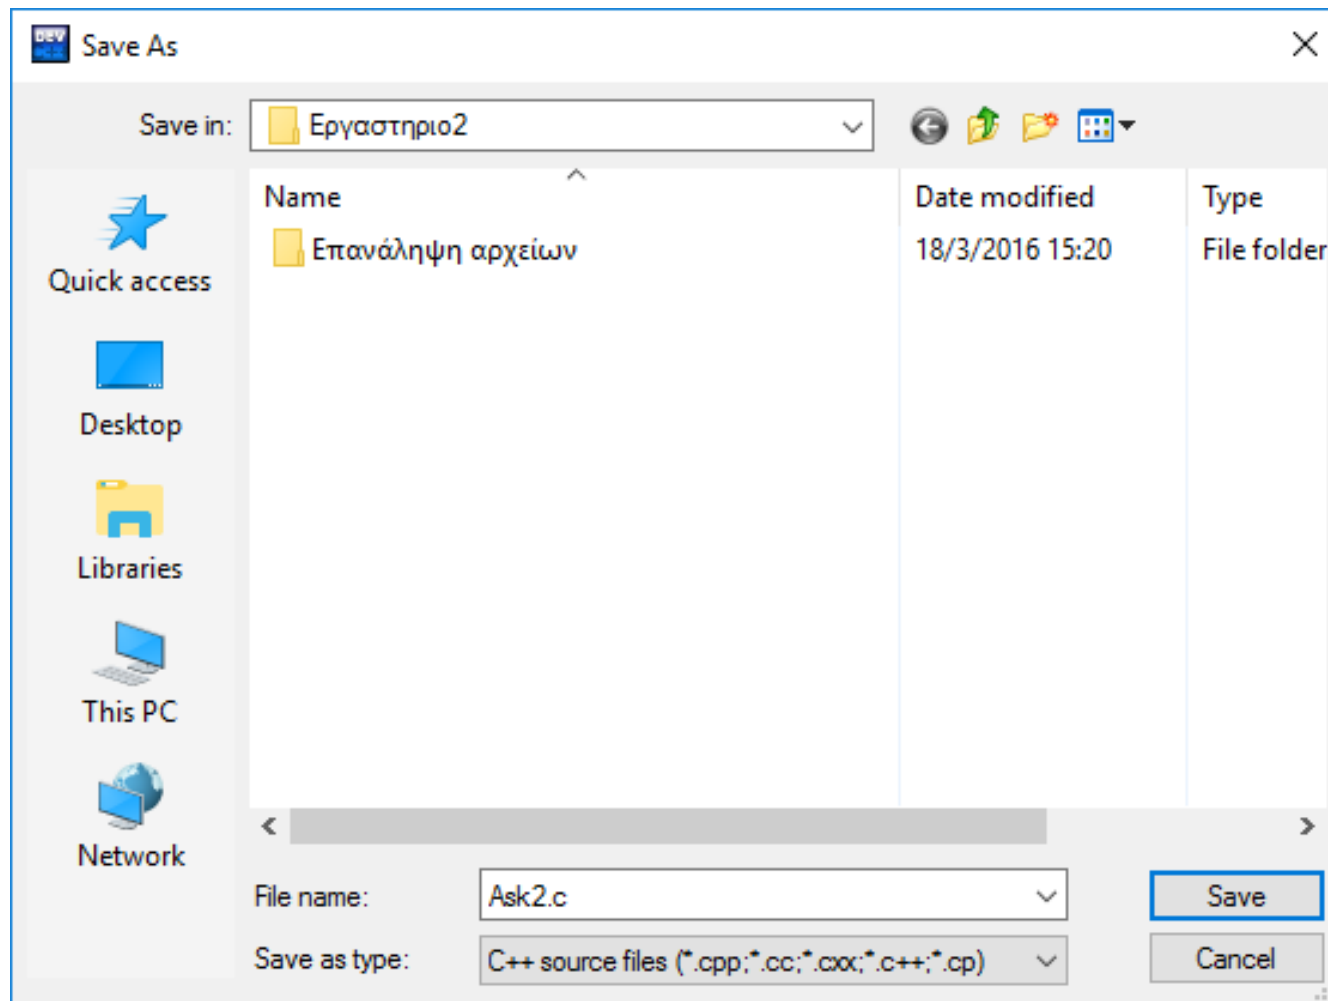 DEV
Save As
Save in: Εργαστηριο2
Name Date modified Type
Επανάληψη αρχείων 18/3/2016 15:20 File folder
Quick access
Desktop
Libraries
This PC
Network
File name: Ask2.c Save
Save as type: C++ source files (*.cpp;*.cc;*.cxx;*.c++;*.cp) Cancel